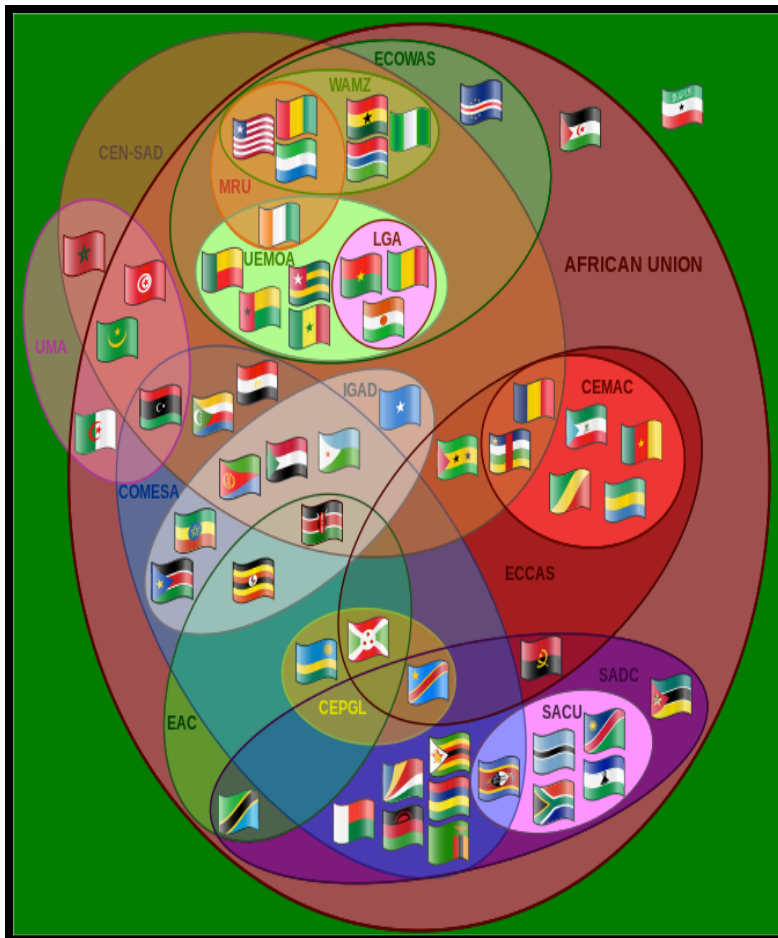 ECOWAS
WAMZ
CEN-SAD
MRU
LGA
UEMOA
AFRICAN UNION
UMA
IGAD
CEMAC
COMESA
ECCAS
SADC
CEPGL
SACU
EAC